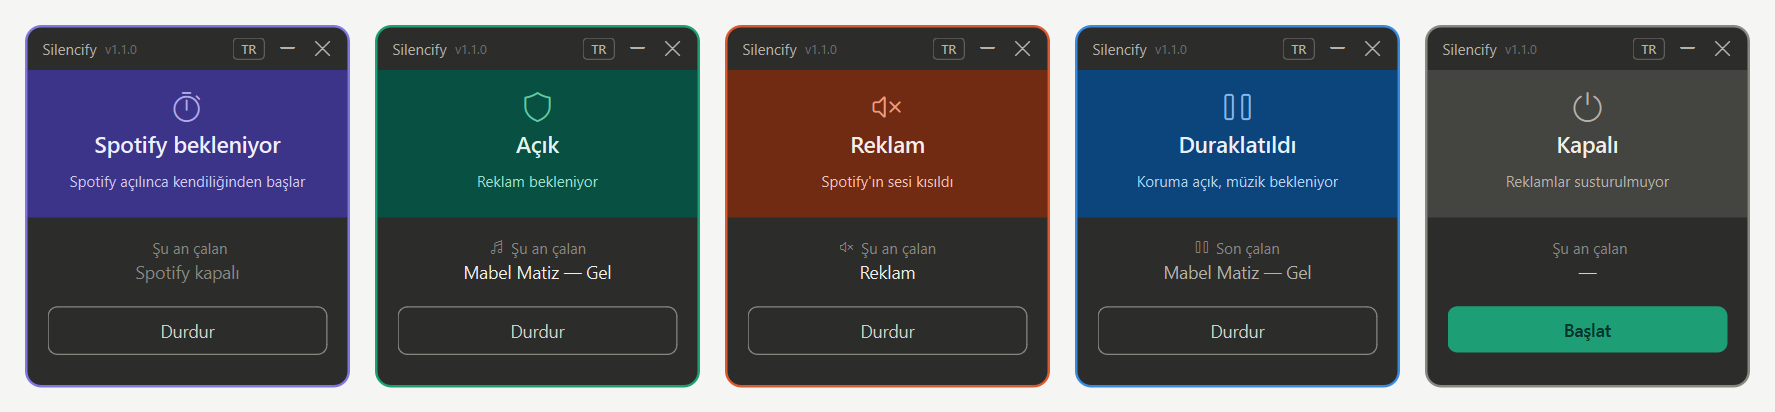 Silencify v1.1.0 TR
Spotify bekleniyor
Spotify açılınca kendiliğinden başlar
Şu an çalan
Spotify kapalı
Durdur
Silencify v1.1.0 TR
Açık
Reklam bekleniyor
Şu an çalan
Mabel Matiz — Gel
Durdur
Silencify v1.1.0 TR
Reklam
Spotify'ın sesi kısıldı
Şu an çalan
Reklam
Durdur
Silencify v1.1.0 TR
Duraklatıldı
Koruma açık, müzik bekleniyor
Son çalan
Mabel Matiz — Gel
Durdur
Silencify v1.1.0 TR
Kapalı
Reklamlar susturulmuyor
Şu an çalan
—
Başlat